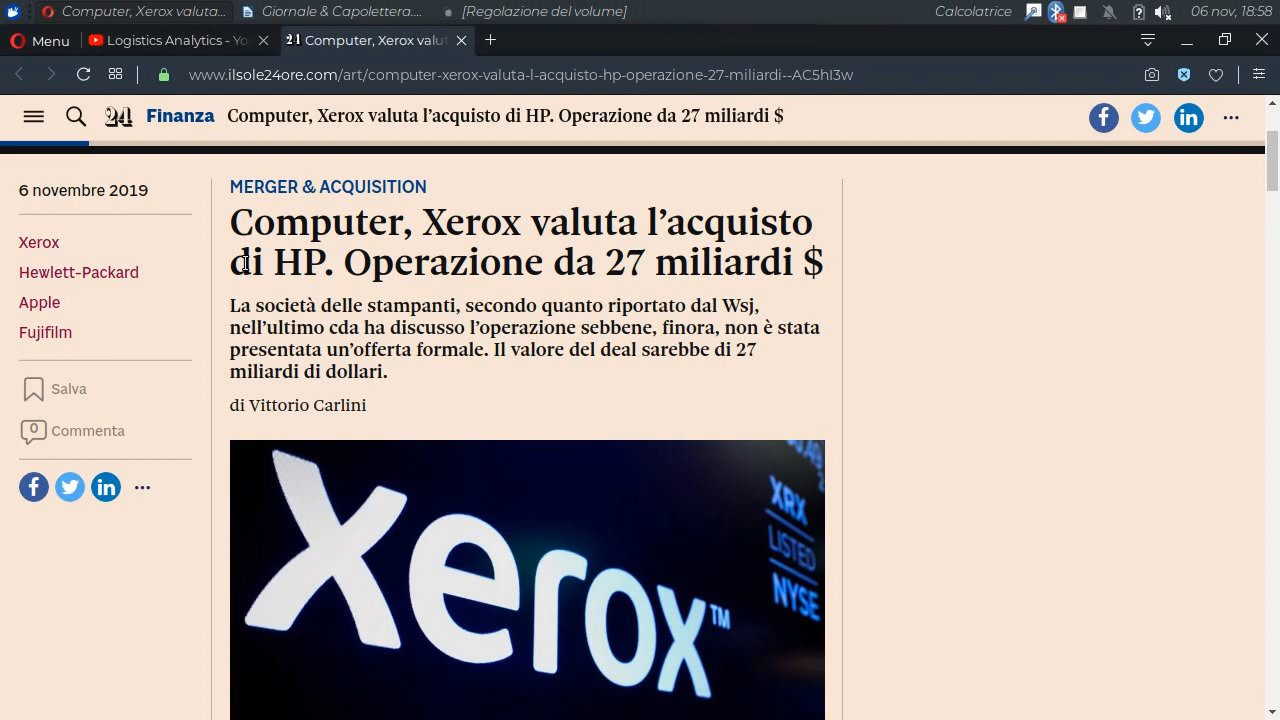 Computer, Xerox valuta...
Giornale & Capolettera....
[Regolazione del volume]
Calcolatrice
06 nov, 18:58
Menu
Logistics Analytics - Yo
24 Computer, Xerox valut
www.ilsole24ore.com/art/computer-xerox-valuta-l-acquisto-hp-operazione-27-miliardi--AC5hI3w
24 Finanza Computer, Xerox valuta l’acquisto di HP. Operazione da 27 miliardi $
6 novembre 2019
Xerox
Hewlett-Packard
Apple
Fujifilm
Salva
0 Commenta
MERGER & ACQUISITION
Computer, Xerox valuta l’acquisto
di HP. Operazione da 27 miliardi $
La società delle stampanti, secondo quanto riportato dal Wsj,
nell’ultimo cda ha discusso l’operazione sebbene, finora, non è stata
presentata un’offerta formale. Il valore del deal sarebbe di 27
miliardi di dollari.
di Vittorio Carlini
xerox™
XRX
LISTED
NYSE